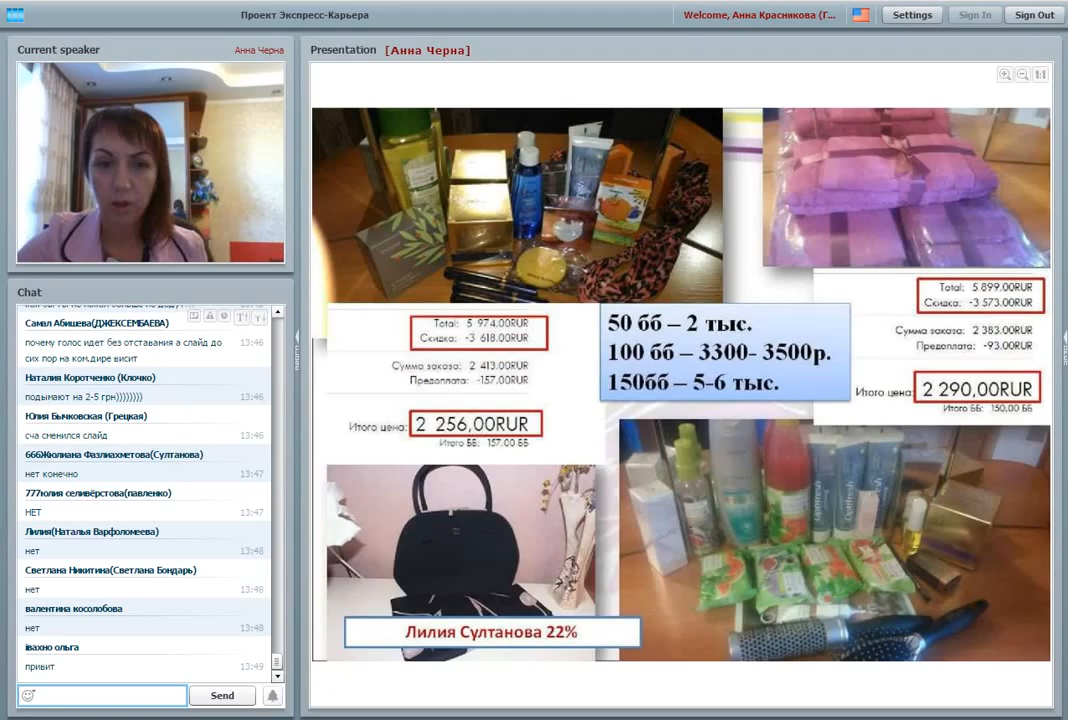 Проект Экспресс-Карьера
Welcome, Анна Красникова (Г...
Settings
Sign In
Sign Out
Current speaker
Анна Черна
Presentation [Анна Черна]
1:1
Chat
Самал Абишева(ДЖЕКСЕМБАЕВА)
почему голос идет без отставания а слайд до 13:46
сих пор на ком.дире висит
Наталия Коротченко (Клочко)
подымают на 2-5 грн)))))))) 13:46
Юлия Бычковская (Грецкая)
сча сменился слайд 13:46
666Жюлиана Фазлиахметова(Султанова)
нет конечно 13:47
777юлия селивёрстова(павленко)
НЕТ 13:47
Лилия(Наталья Варфоломеева)
нет 13:48
Светлана Никитина(Светлана Бондарь)
нет 13:48
валентина косолобова
нет 13:48
івахно ольга
привит 13:49
Send
Total: 5 974.00RUR
Скидка: -3 618.00RUR
Сумма заказа: 2 413.00RUR
Предоплата: -157.00RUR
Итого цена: 2 256,00RUR
Итого ББ: 157,00 ББ
50 бб – 2 тыс.
100 бб – 3300- 3500р.
150бб – 5-6 тыс.
Total: 5 899.00RUR
Скидка: -3 573.00RUR
Сумма заказа: 2 383.00RUR
Предоплата: -93.00RUR
Итого цена: 2 290,00RUR
Итого ББ: 150,00 ББ
Optifresh
Optifresh
Лилия Султанова 22%